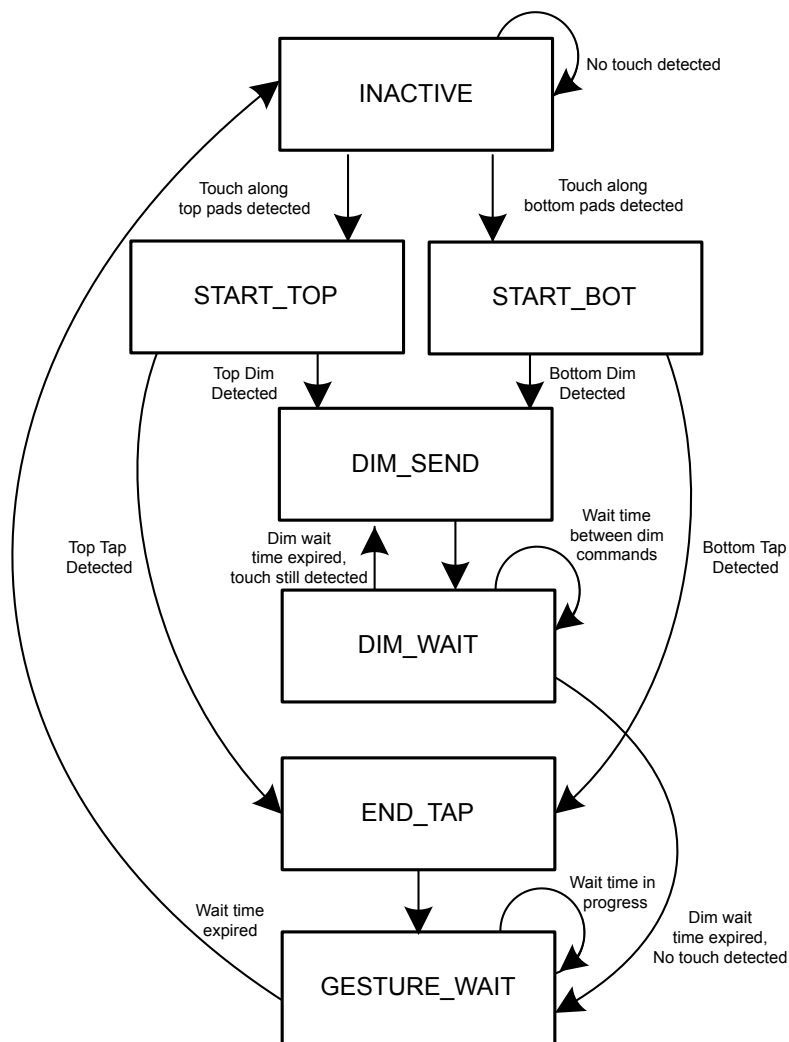 No touch detected
INACTIVE
Touch along
top pads detected
Touch along
bottom pads detected
START_TOP
START_BOT
Top Dim
Detected
Bottom Dim
Detected
DIM_SEND
Wait time
between dim
commands
Dim wait
time expired,
touch still detected
Top Tap
Detected
Bottom Tap
Detected
DIM_WAIT
END_TAP
Wait time in
progress
Wait time
expired
Dim wait
time expired,
No touch detected
GESTURE_WAIT